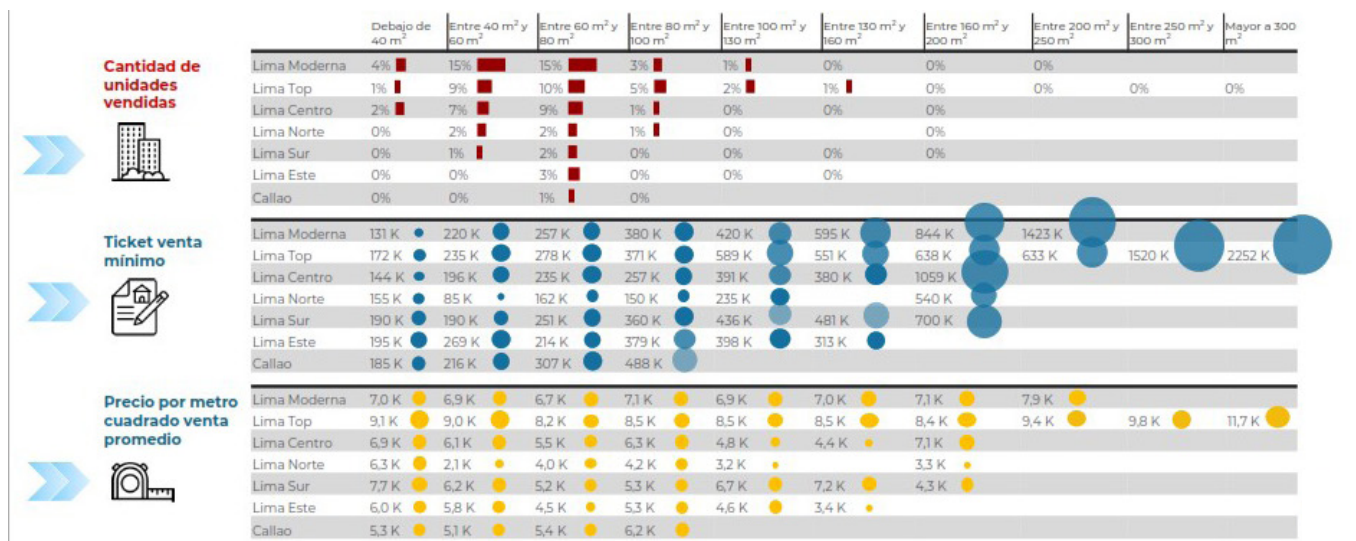 Debajo de 40 m² Entre 40 m² y 60 m² Entre 60 m² y 80 m² Entre 80 m² y 100 m² Entre 100 m² y 130 m² Entre 130 m² y 160 m² Entre 160 m² y 200 m² Entre 200 m² y 250 m² Entre 250 m² y 300 m² Mayor a 300 m²
Cantidad de unidades vendidas
Lima Moderna 4% 15% 15% 3% 1% 0% 0% 0%
Lima Top 1% 9% 10% 5% 2% 1% 0% 0% 0% 0%
Lima Centro 2% 7% 9% 1% 0% 0% 0%
Lima Norte 0% 2% 2% 1% 0% 0%
Lima Sur 0% 1% 2% 0% 0% 0% 0%
Lima Este 0% 0% 3% 0% 0% 0%
Callao 0% 0% 1% 0%
Ticket venta mínimo
Lima Moderna 131 K 220 K 257 K 380 K 420 K 595 K 844 K 1423 K
Lima Top 172 K 235 K 278 K 371 K 589 K 551 K 638 K 633 K 1520 K 2252 K
Lima Centro 144 K 196 K 235 K 257 K 391 K 380 K 1059 K
Lima Norte 155 K 85 K 162 K 150 K 235 K 540 K
Lima Sur 190 K 190 K 251 K 360 K 436 K 481 K 700 K
Lima Este 195 K 269 K 214 K 379 K 398 K 313 K
Callao 185 K 216 K 307 K 488 K
Precio por metro cuadrado venta promedio
Lima Moderna 7,0 K 6,9 K 6,7 K 7,1 K 6,9 K 7,0 K 7,1 K 7,9 K
Lima Top 9,1 K 9,0 K 8,2 K 8,5 K 8,5 K 8,5 K 8,4 K 9,4 K 9,8 K 11,7 K
Lima Centro 6,9 K 6,1 K 5,5 K 6,3 K 4,8 K 4,4 K 7,1 K
Lima Norte 6,3 K 2,1 K 4,0 K 4,2 K 3,2 K 3,3 K
Lima Sur 7,7 K 6,2 K 5,2 K 5,3 K 6,7 K 7,2 K 4,3 K
Lima Este 6,0 K 5,8 K 4,5 K 5,3 K 4,6 K 3,4 K
Callao 5,3 K 5,1 K 5,4 K 6,2 K